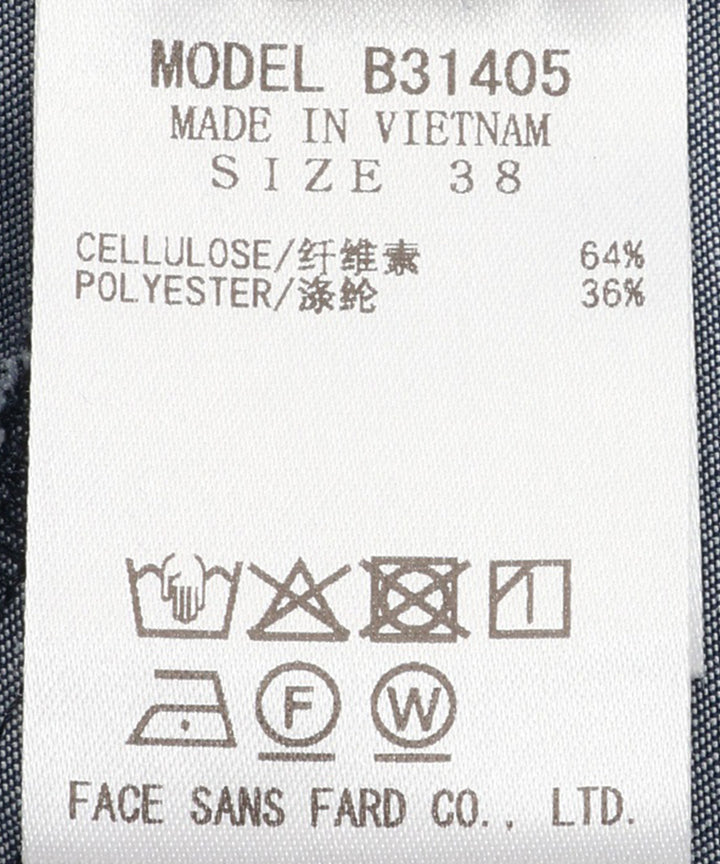 MODEL B31405
MADE IN VIETNAM
SIZE 38
CELLULOSE/纤维素 64%
POLYESTER/涤纶 36%
F W
FACE SANS FARD CO., LTD.